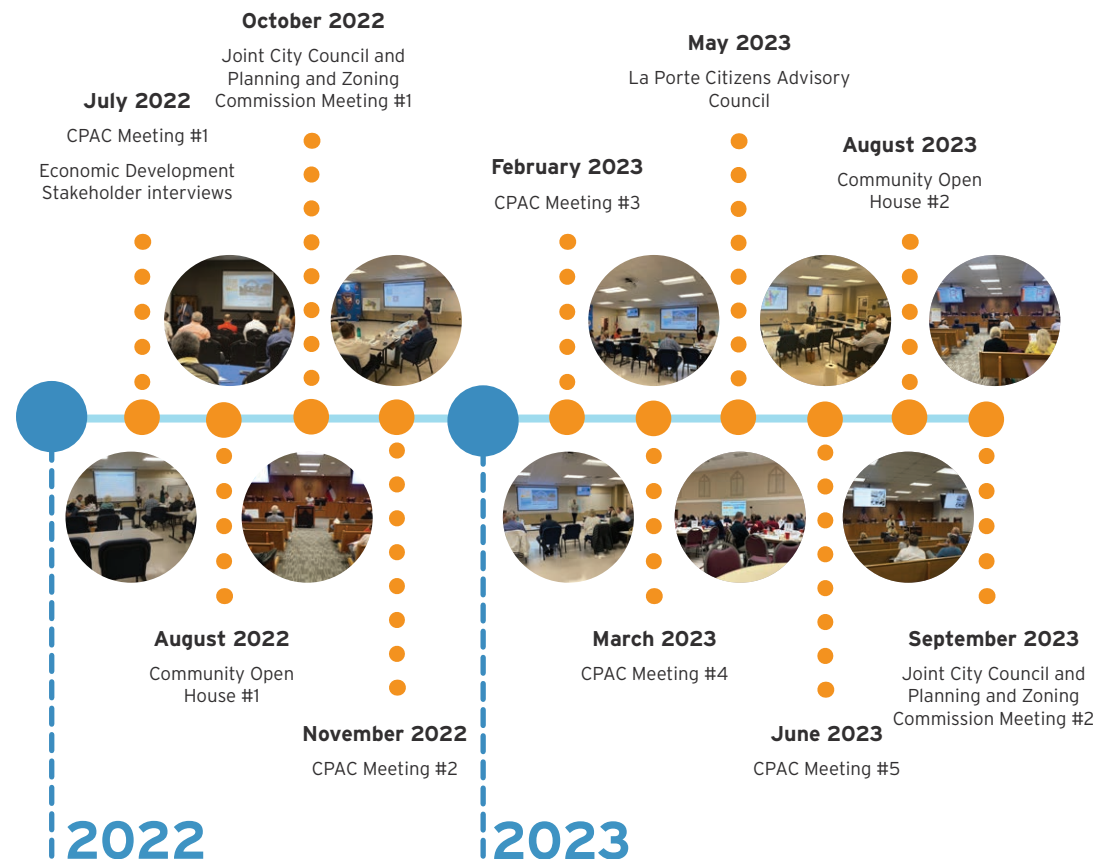 July 2022
CPAC Meeting #1
Economic Development
Stakeholder interviews
August 2022
Community Open
House #1
October 2022
Joint City Council and
Planning and Zoning
Commission Meeting #1
November 2022
CPAC Meeting #2
February 2023
CPAC Meeting #3
March 2023
CPAC Meeting #4
May 2023
La Porte Citizens Advisory
Council
June 2023
CPAC Meeting #5
August 2023
Community Open
House #2
September 2023
Joint City Council and
Planning and Zoning
Commission Meeting #2
2022
2023